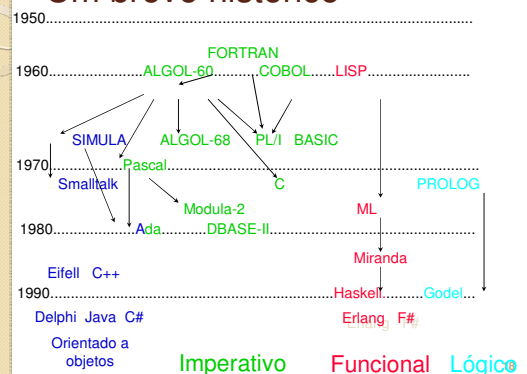 Um breve histórico
1950
FORTRAN
1960 ALGOL-60 COBOL LISP
SIMULA ALGOL-68 PL/I BASIC
1970 Pascal
Smalltalk C PROLOG
Modula-2 ML
1980 Ada DBASE-II
Miranda
Eifell C++
1990 Haskell Godel
Delphi Java C# Erlang F#
Orientado a
objetos
Imperativo Funcional Lógico